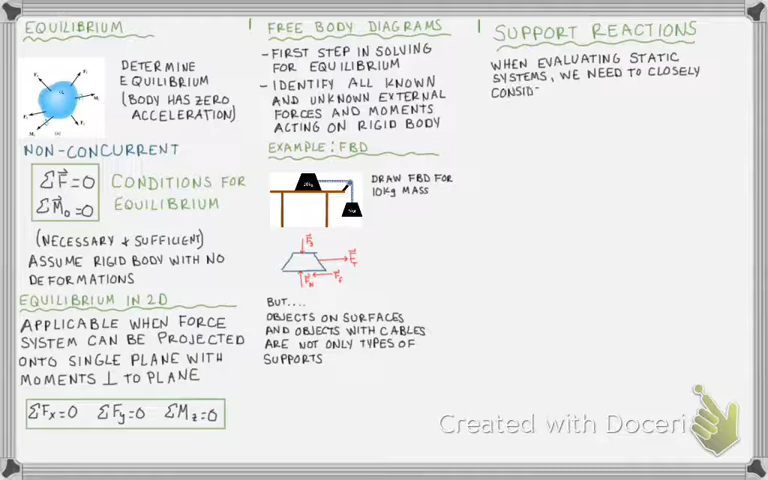 EQUILIBRIUM
DETERMINE
EQUILIBRIUM
(BODY HAS ZERO
ACCELERATION)
NON-CONCURRENT
ΣF⃗=0
ΣM⃗₀=0
CONDITIONS FOR
EQUILIBRIUM
(NECESSARY + SUFFICIENT)
ASSUME RIGID BODY WITH NO
DEFORMATIONS
EQUILIBRIUM IN 2D
APPLICABLE WHEN FORCE
SYSTEM CAN BE PROJECTED
ONTO SINGLE PLANE WITH
MOMENTS ⊥ TO PLANE
ΣFx=0 ΣFy=0 ΣMz=0
FREE BODY DIAGRAMS
- FIRST STEP IN SOLVING
FOR EQUILIBRIUM
- IDENTIFY ALL KNOWN
AND UNKNOWN EXTERNAL
FORCES AND MOMENTS
ACTING ON RIGID BODY
EXAMPLE: FBD
DRAW FBD FOR
10Kg MASS
BUT....
OBJECTS ON SURFACES
AND OBJECTS WITH CABLES
ARE NOT ONLY TYPES OF
SUPPORTS
SUPPORT REACTIONS
WHEN EVALUATING STATIC
SYSTEMS, WE NEED TO CLOSELY
CONSID
Created with Doceri